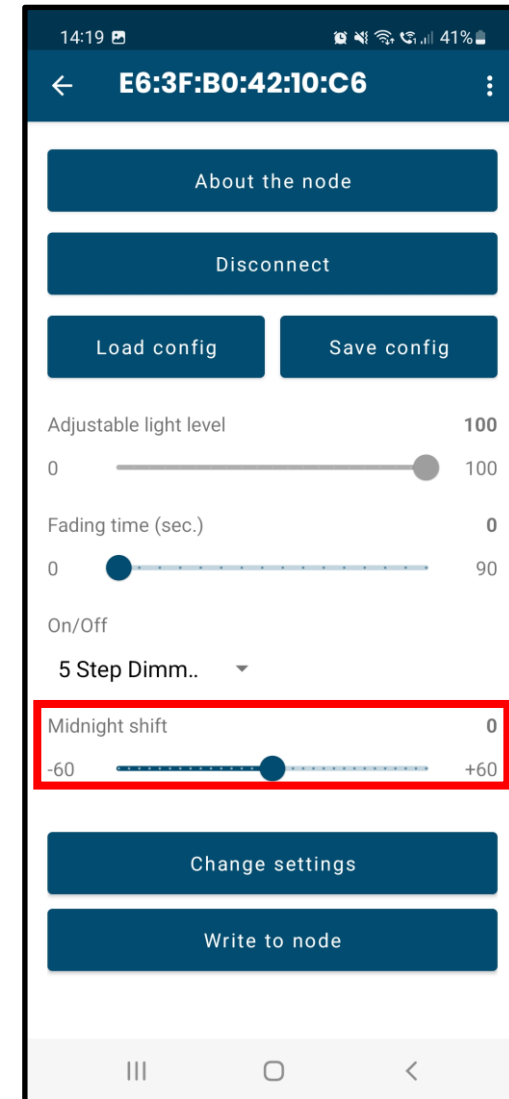 14:19 41%
E6:3F:B0:42:10:C6
About the node
Disconnect
Load config Save config
Adjustable light level 100
0 100
Fading time (sec.) 0
0 90
On/Off
5 Step Dimm..
Midnight shift 0
-60 +60
Change settings
Write to node